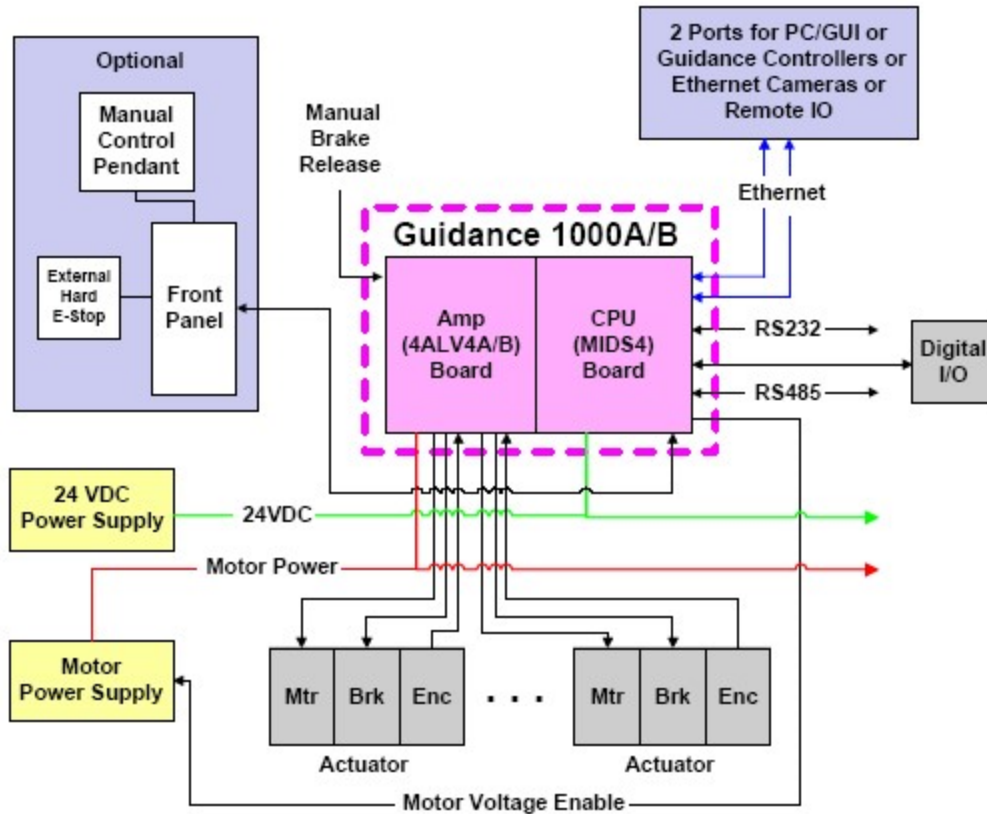 Optional
Manual
Control
Pendant
External
Hard
E-Stop
Front
Panel
Manual
Brake
Release
2 Ports for PC/GUI or
Guidance Controllers or
Ethernet Cameras or
Remote IO
Ethernet
Guidance 1000A/B
Amp
(4ALV4A/B)
Board
CPU
(MIDS4)
Board
RS232
RS485
Digital
I/O
24 VDC
Power Supply
24VDC
Motor Power
Motor
Power Supply
Mtr Brk Enc
Actuator
. . .
Mtr Brk Enc
Actuator
Motor Voltage Enable